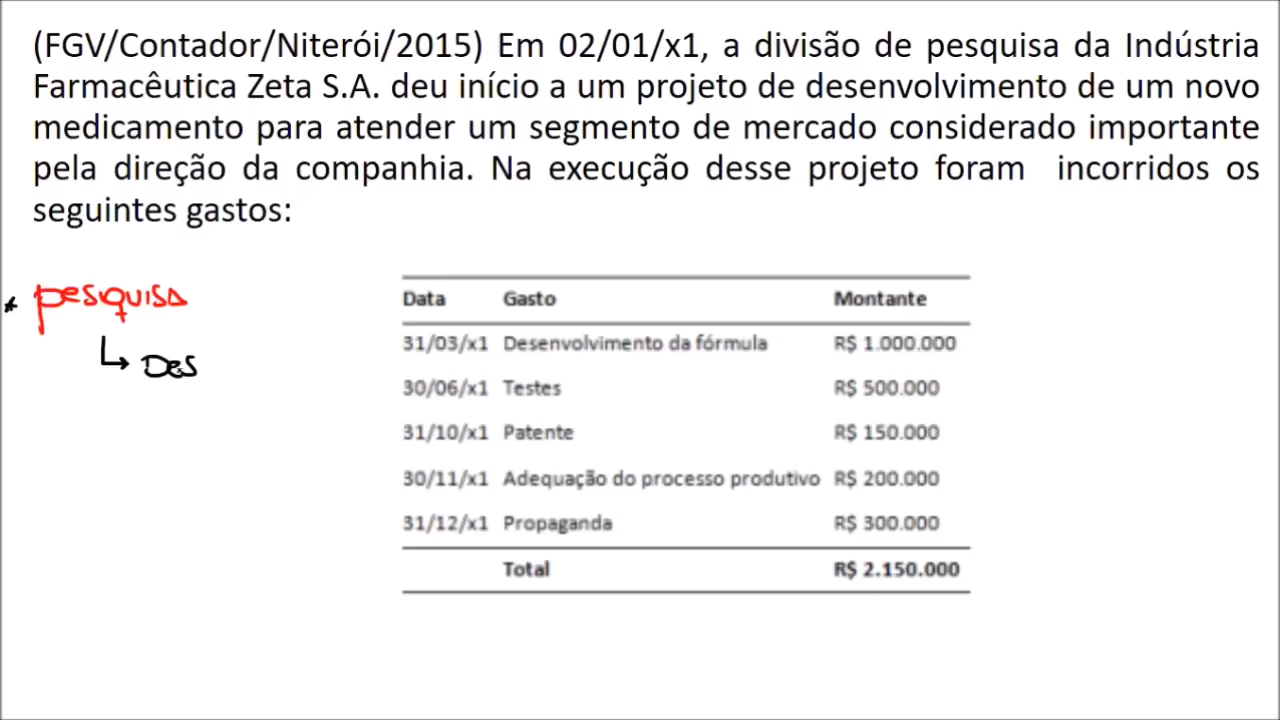 (FGV/Contador/Niterói/2015) Em 02/01/x1, a divisão de pesquisa da Indústria
Farmacêutica Zeta S.A. deu início a um projeto de desenvolvimento de um novo
medicamento para atender um segmento de mercado considerado importante
pela direção da companhia. Na execução desse projeto foram incorridos os
seguintes gastos:
* pesquisa
↳ Des
Data Gasto Montante
31/03/x1 Desenvolvimento da fórmula R$ 1.000.000
30/06/x1 Testes R$ 500.000
31/10/x1 Patente R$ 150.000
30/11/x1 Adequação do processo produtivo R$ 200.000
31/12/x1 Propaganda R$ 300.000
Total R$ 2.150.000